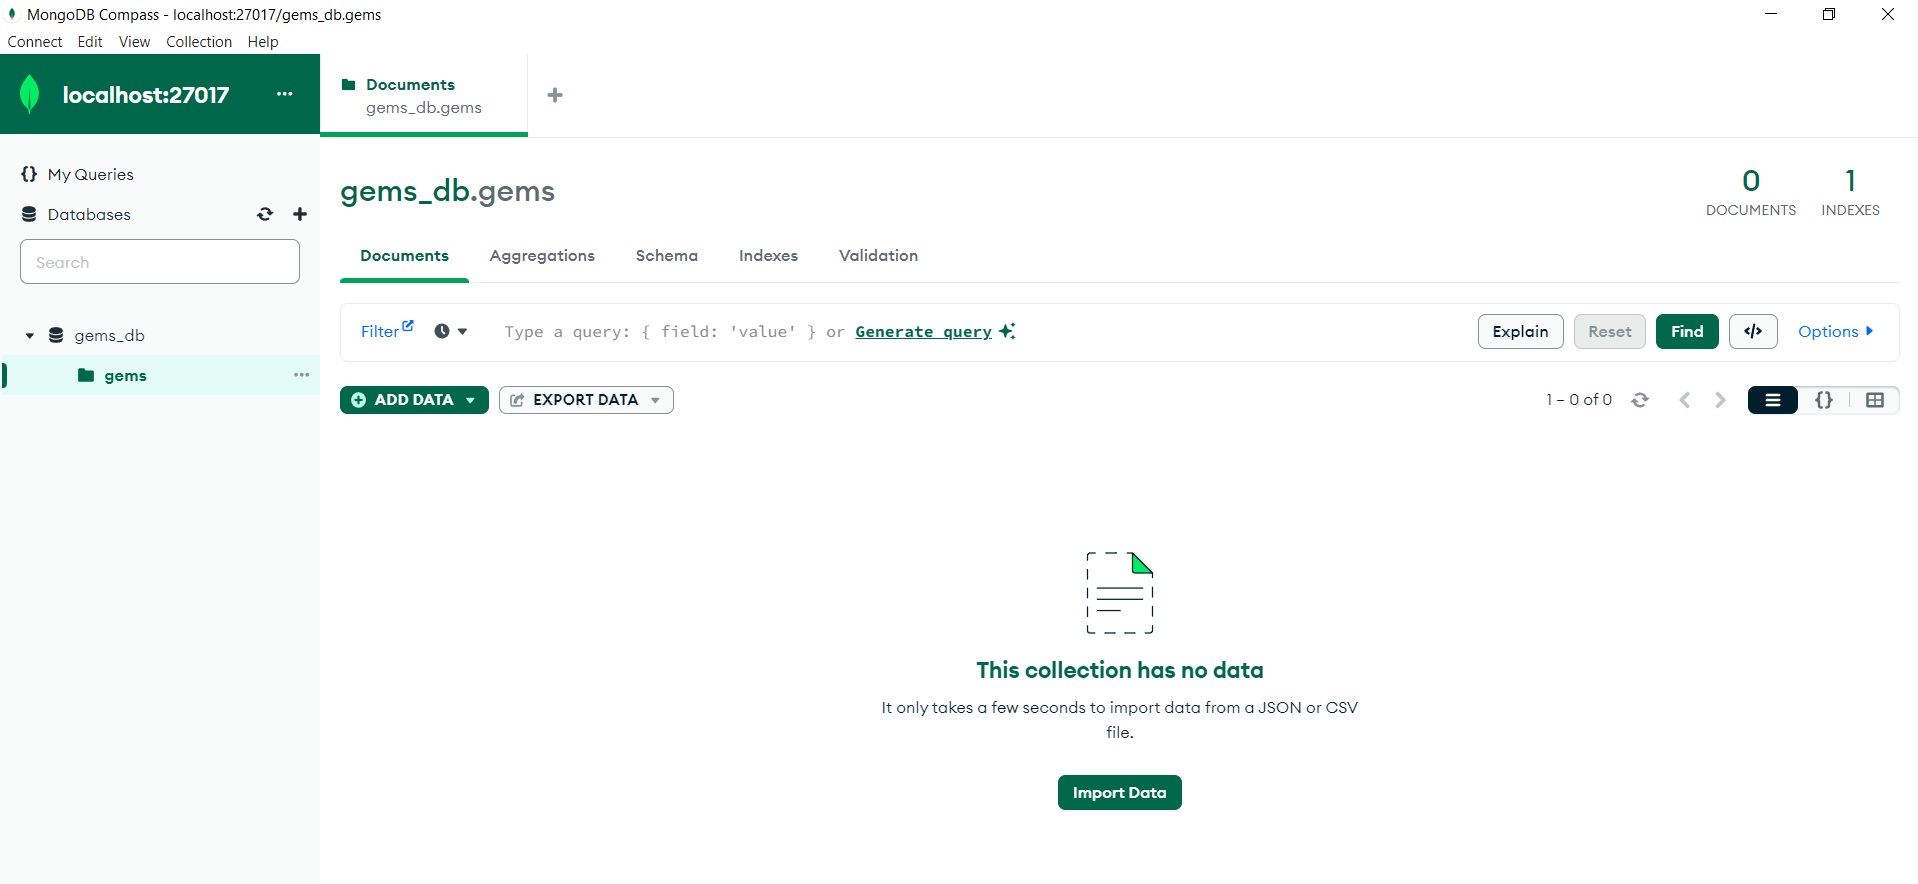 MongoDB Compass - localhost:27017/gems_db.gems
Connect Edit View Collection Help
localhost:27017 ...
Documents
gems_db.gems
+
{} My Queries
Databases
Search
gems_db
gems ...
gems_db.gems
0
DOCUMENTS
1
INDEXES
Documents Aggregations Schema Indexes Validation
Filter Type a query: { field: 'value' } or Generate query Explain Reset Find </> Options
ADD DATA EXPORT DATA 1 – 0 of 0 {}
This collection has no data
It only takes a few seconds to import data from a JSON or CSV
file.
Import Data